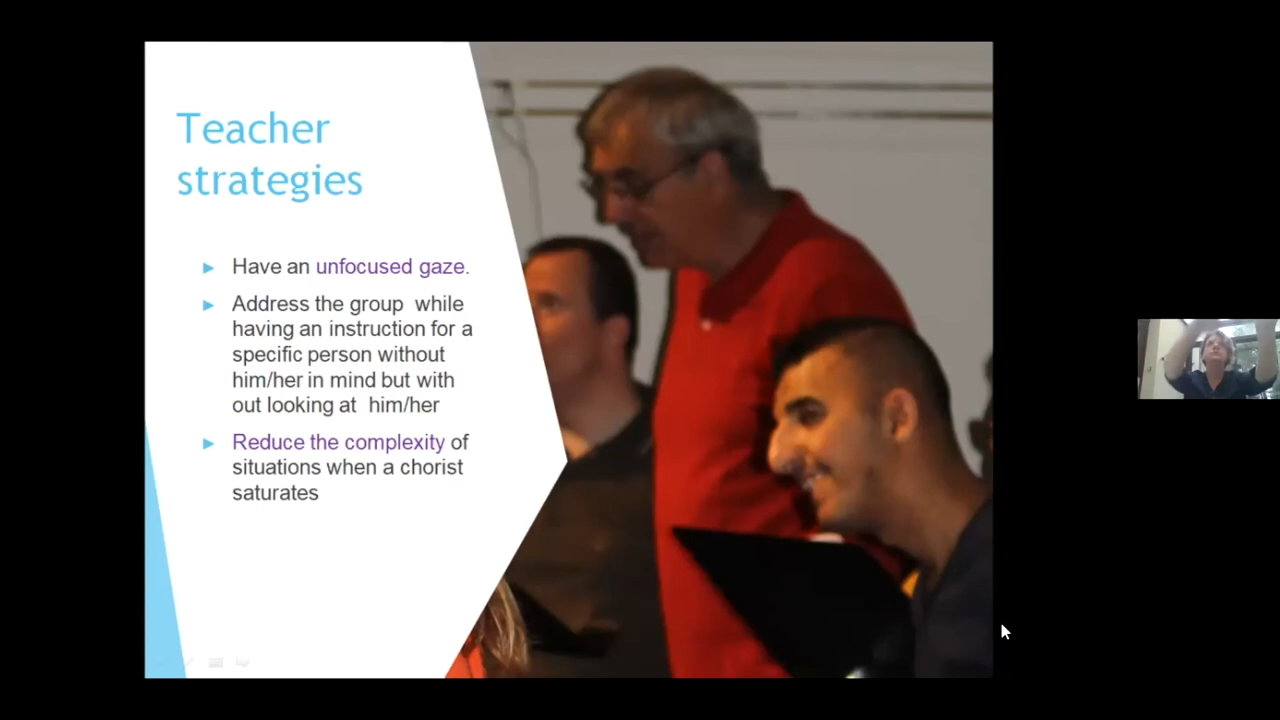 Teacher
strategies
Have an unfocused gaze.
Address the group while
having an instruction for a
specific person without
him/her in mind but with
out looking at him/her
Reduce the complexity of
situations when a chorist
saturates